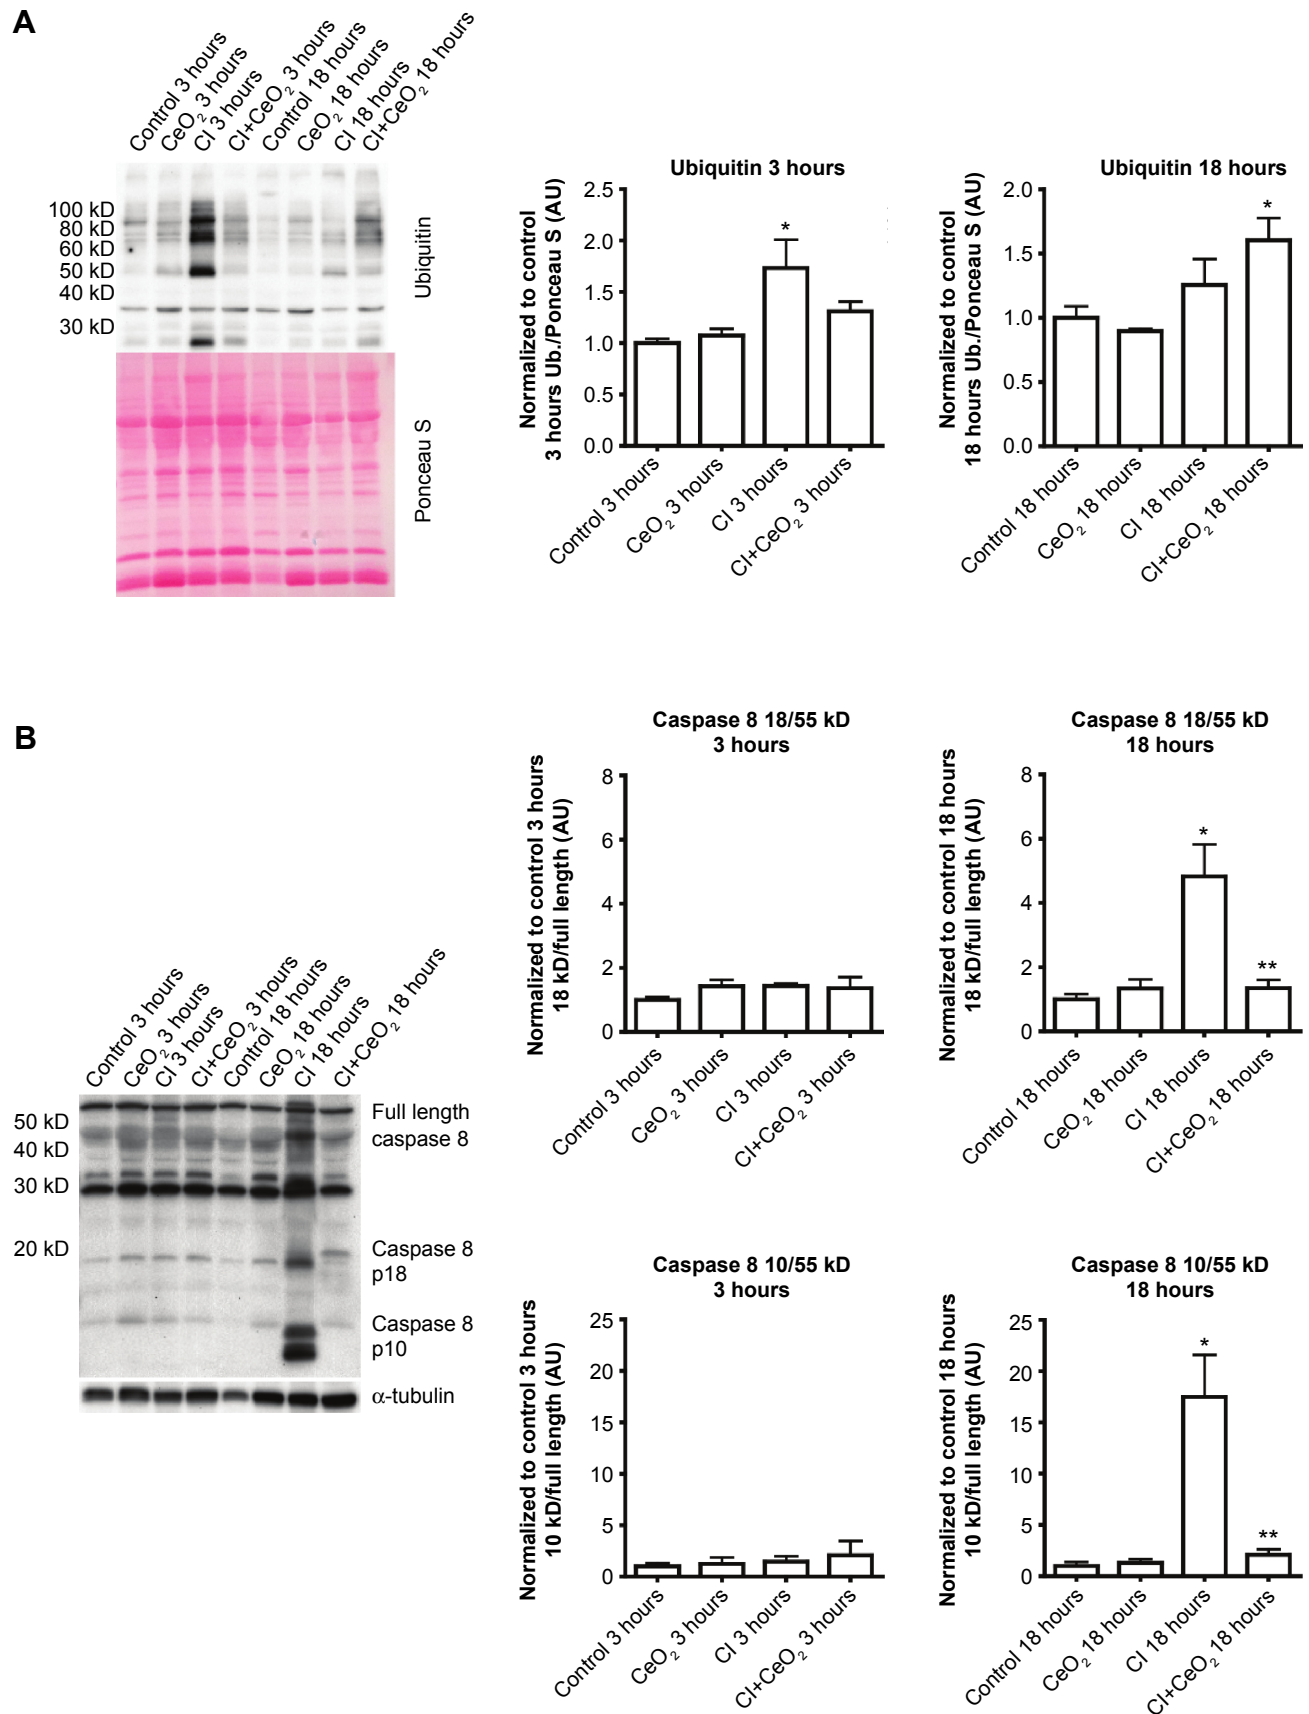 A
Control 3 hours
CeO₂ 3 hours
CI 3 hours
CI+CeO₂ 3 hours
Control 18 hours
CeO₂ 18 hours
CI 18 hours
CI+CeO₂ 18 hours
100 kD
80 kD
60 kD
50 kD
40 kD
30 kD
Ubiquitin
Ponceau S
Ubiquitin 3 hours
Normalized to control
3 hours Ub./Ponceau S (AU)
2.5
2.0
1.5
1.0
0.5
0.0
*
Control 3 hours
CeO₂ 3 hours
CI 3 hours
CI+CeO₂ 3 hours
Ubiquitin 18 hours
Normalized to control
18 hours Ub./Ponceau S (AU)
2.0
1.5
1.0
0.5
0.0
*
Control 18 hours
CeO₂ 18 hours
CI 18 hours
CI+CeO₂ 18 hours
B
Control 3 hours
CeO₂ 3 hours
CI 3 hours
CI+CeO₂ 3 hours
Control 18 hours
CeO₂ 18 hours
CI 18 hours
CI+CeO₂ 18 hours
50 kD
40 kD
30 kD
20 kD
Full length
caspase 8
Caspase 8
p18
Caspase 8
p10
α-tubulin
Caspase 8 18/55 kD
3 hours
Normalized to control 3 hours
18 kD/full length (AU)
8
6
4
2
0
Control 3 hours
CeO₂ 3 hours
CI 3 hours
CI+CeO₂ 3 hours
Caspase 8 18/55 kD
18 hours
Normalized to control 18 hours
18 kD/full length (AU)
8
6
4
2
0
*
**
Control 18 hours
CeO₂ 18 hours
CI 18 hours
CI+CeO₂ 18 hours
Caspase 8 10/55 kD
3 hours
Normalized to control 3 hours
10 kD/full length (AU)
25
20
15
10
5
0
Control 3 hours
CeO₂ 3 hours
CI 3 hours
CI+CeO₂ 3 hours
Caspase 8 10/55 kD
18 hours
Normalized to control 18 hours
10 kD/full length (AU)
25
20
15
10
5
0
*
**
Control 18 hours
CeO₂ 18 hours
CI 18 hours
CI+CeO₂ 18 hours